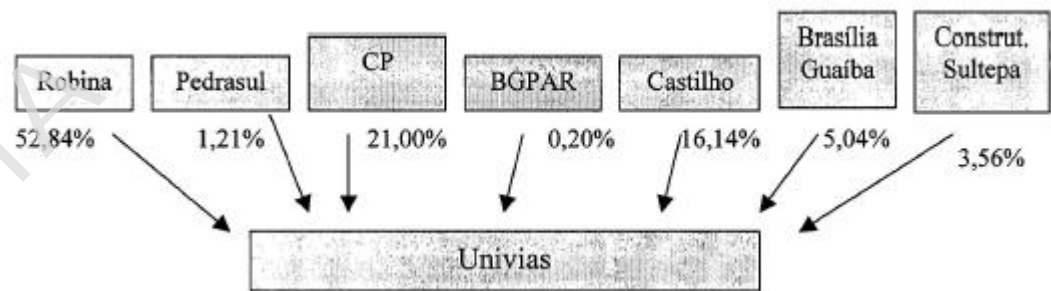 Robina
Pedrasul
CP
BGPAR
Castilho
Brasília
Guaíba
Construt.
Sultepa
52,84%
1,21%
21,00%
0,20%
16,14%
5,04%
3,56%
Univias